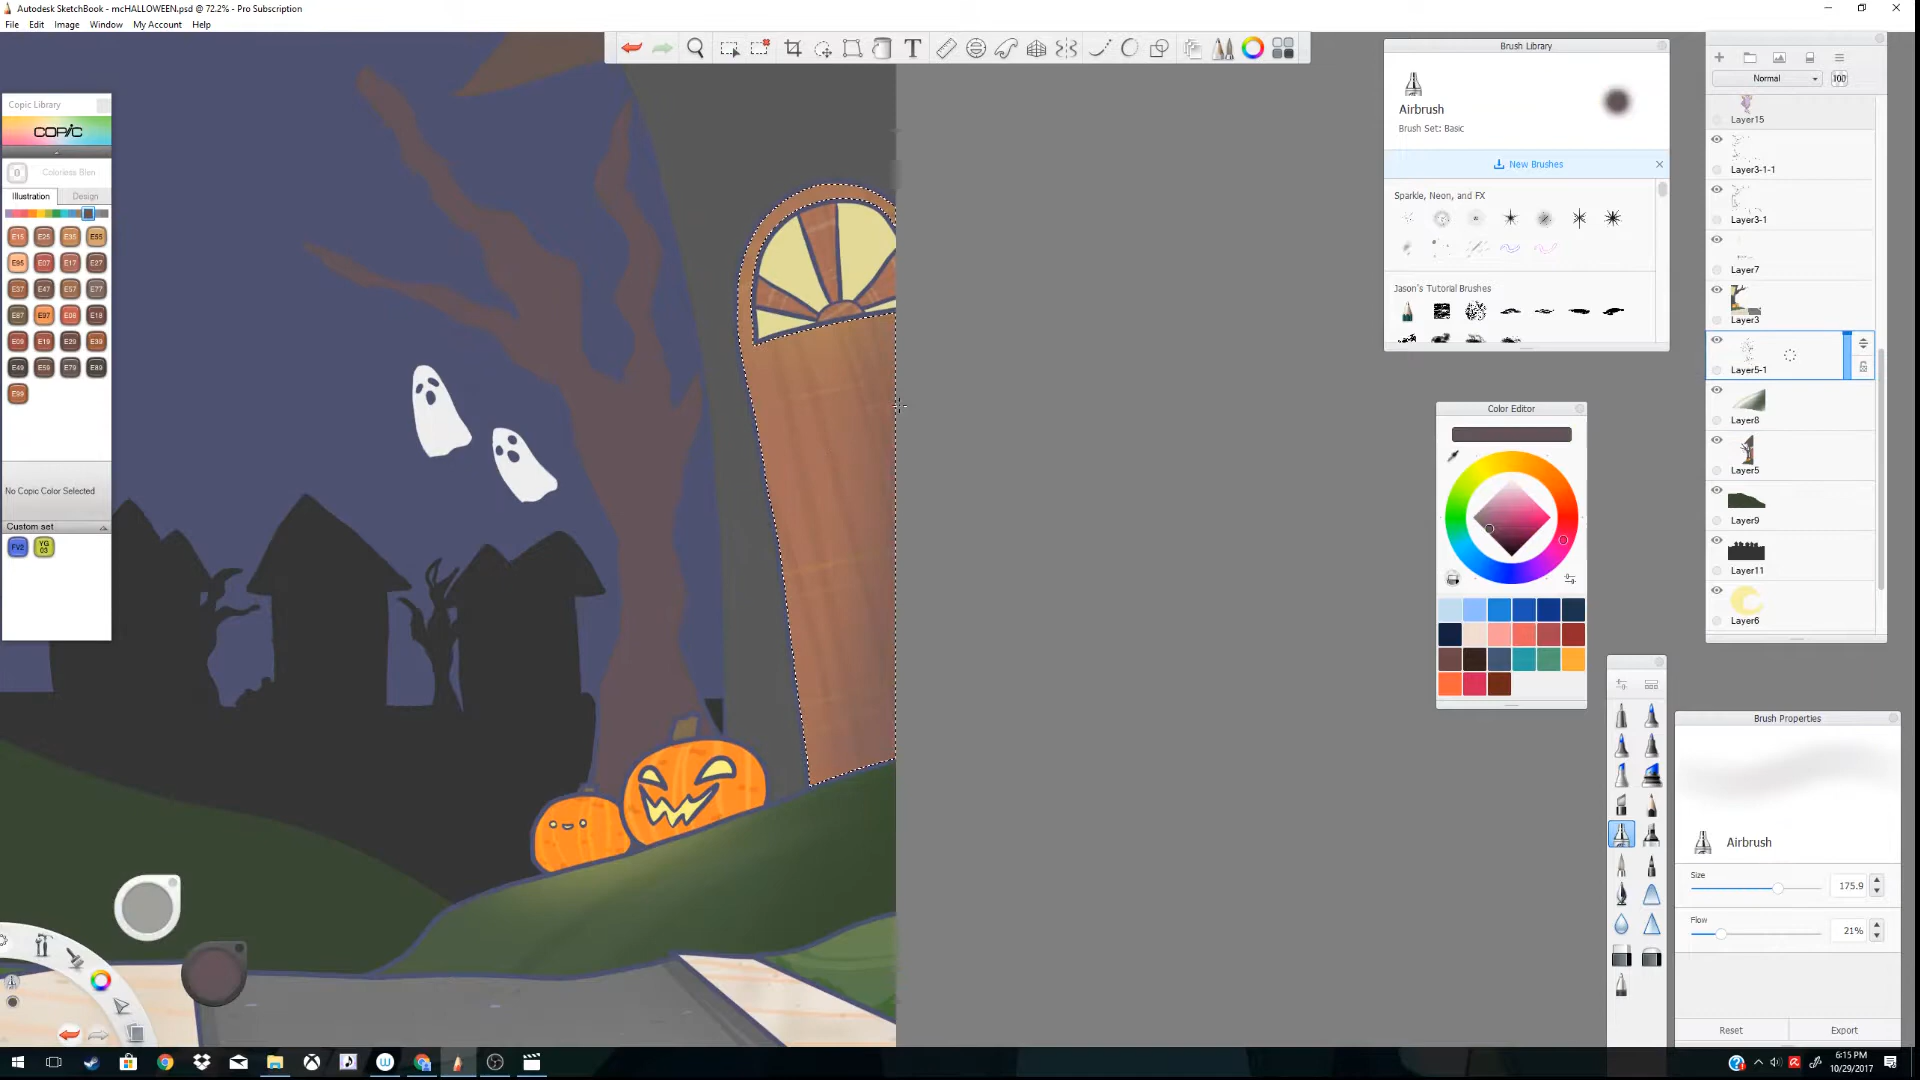 Autodesk SketchBook - mcHALLOWEEN.psd @ 72.2% - Pro Subscription
File Edit Image Window My Account Help
Copic Library
COPIC
0 Colorless Blen
Illustration Design
E15 E25 E35 E55
E95 E07 E17 E27
E37 E47 E57 E77
E87 E97 E08 E18
E09 E19 E29 E39
E49 E59 E79 E89
E99
No Copic Color Selected
Custom set
FV2 YG 03
T
Brush Library
Airbrush
Brush Set: Basic
New Brushes
Sparkle, Neon, and FX
Jason's Tutorial Brushes
Color Editor
Normal 100
Layer15
Layer3-1-1
Layer3-1
Layer7
Layer3
Layer5-1
Layer8
Layer5
Layer9
Layer11
Layer6
Brush Properties
Airbrush
Size
175.9
Flow
21%
Reset Export
6:15 PM
10/29/2017